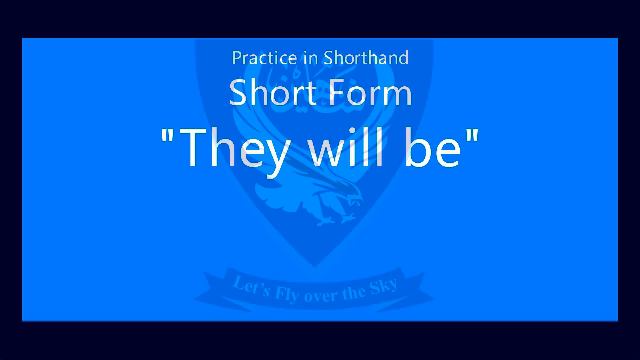 Practice in Shorthand
Short Form
"They will be"
Let's Fly over the Sky